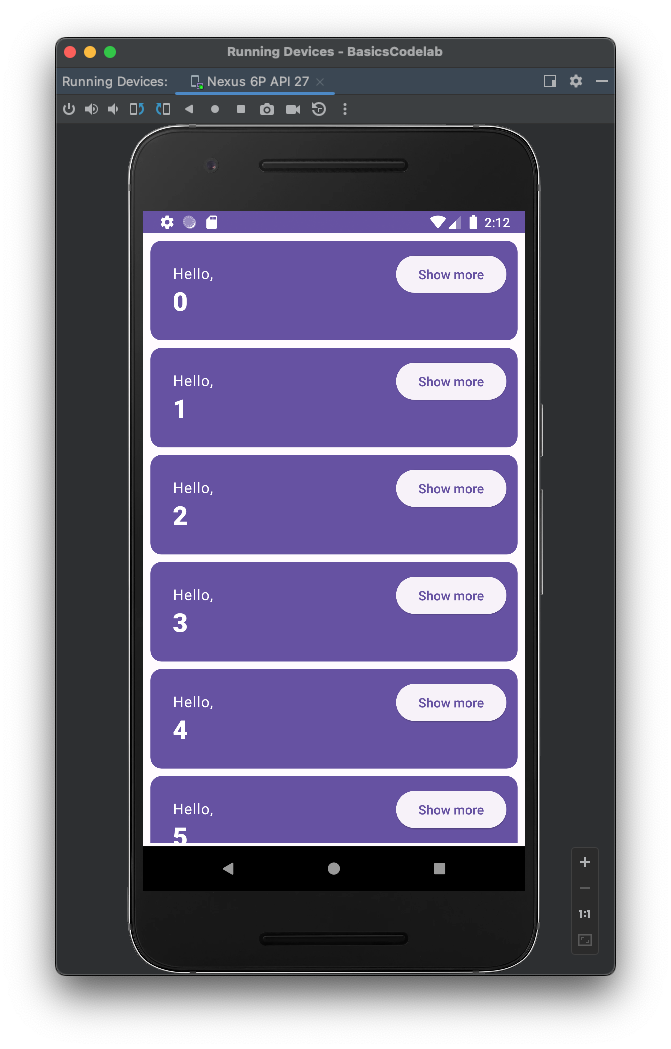 Running Devices - BasicsCodelab
Running Devices: Nexus 6P API 27
2:12
Hello,
0
Show more
Hello,
1
Show more
Hello,
2
Show more
Hello,
3
Show more
Hello,
4
Show more
Hello,
5
Show more
1:1